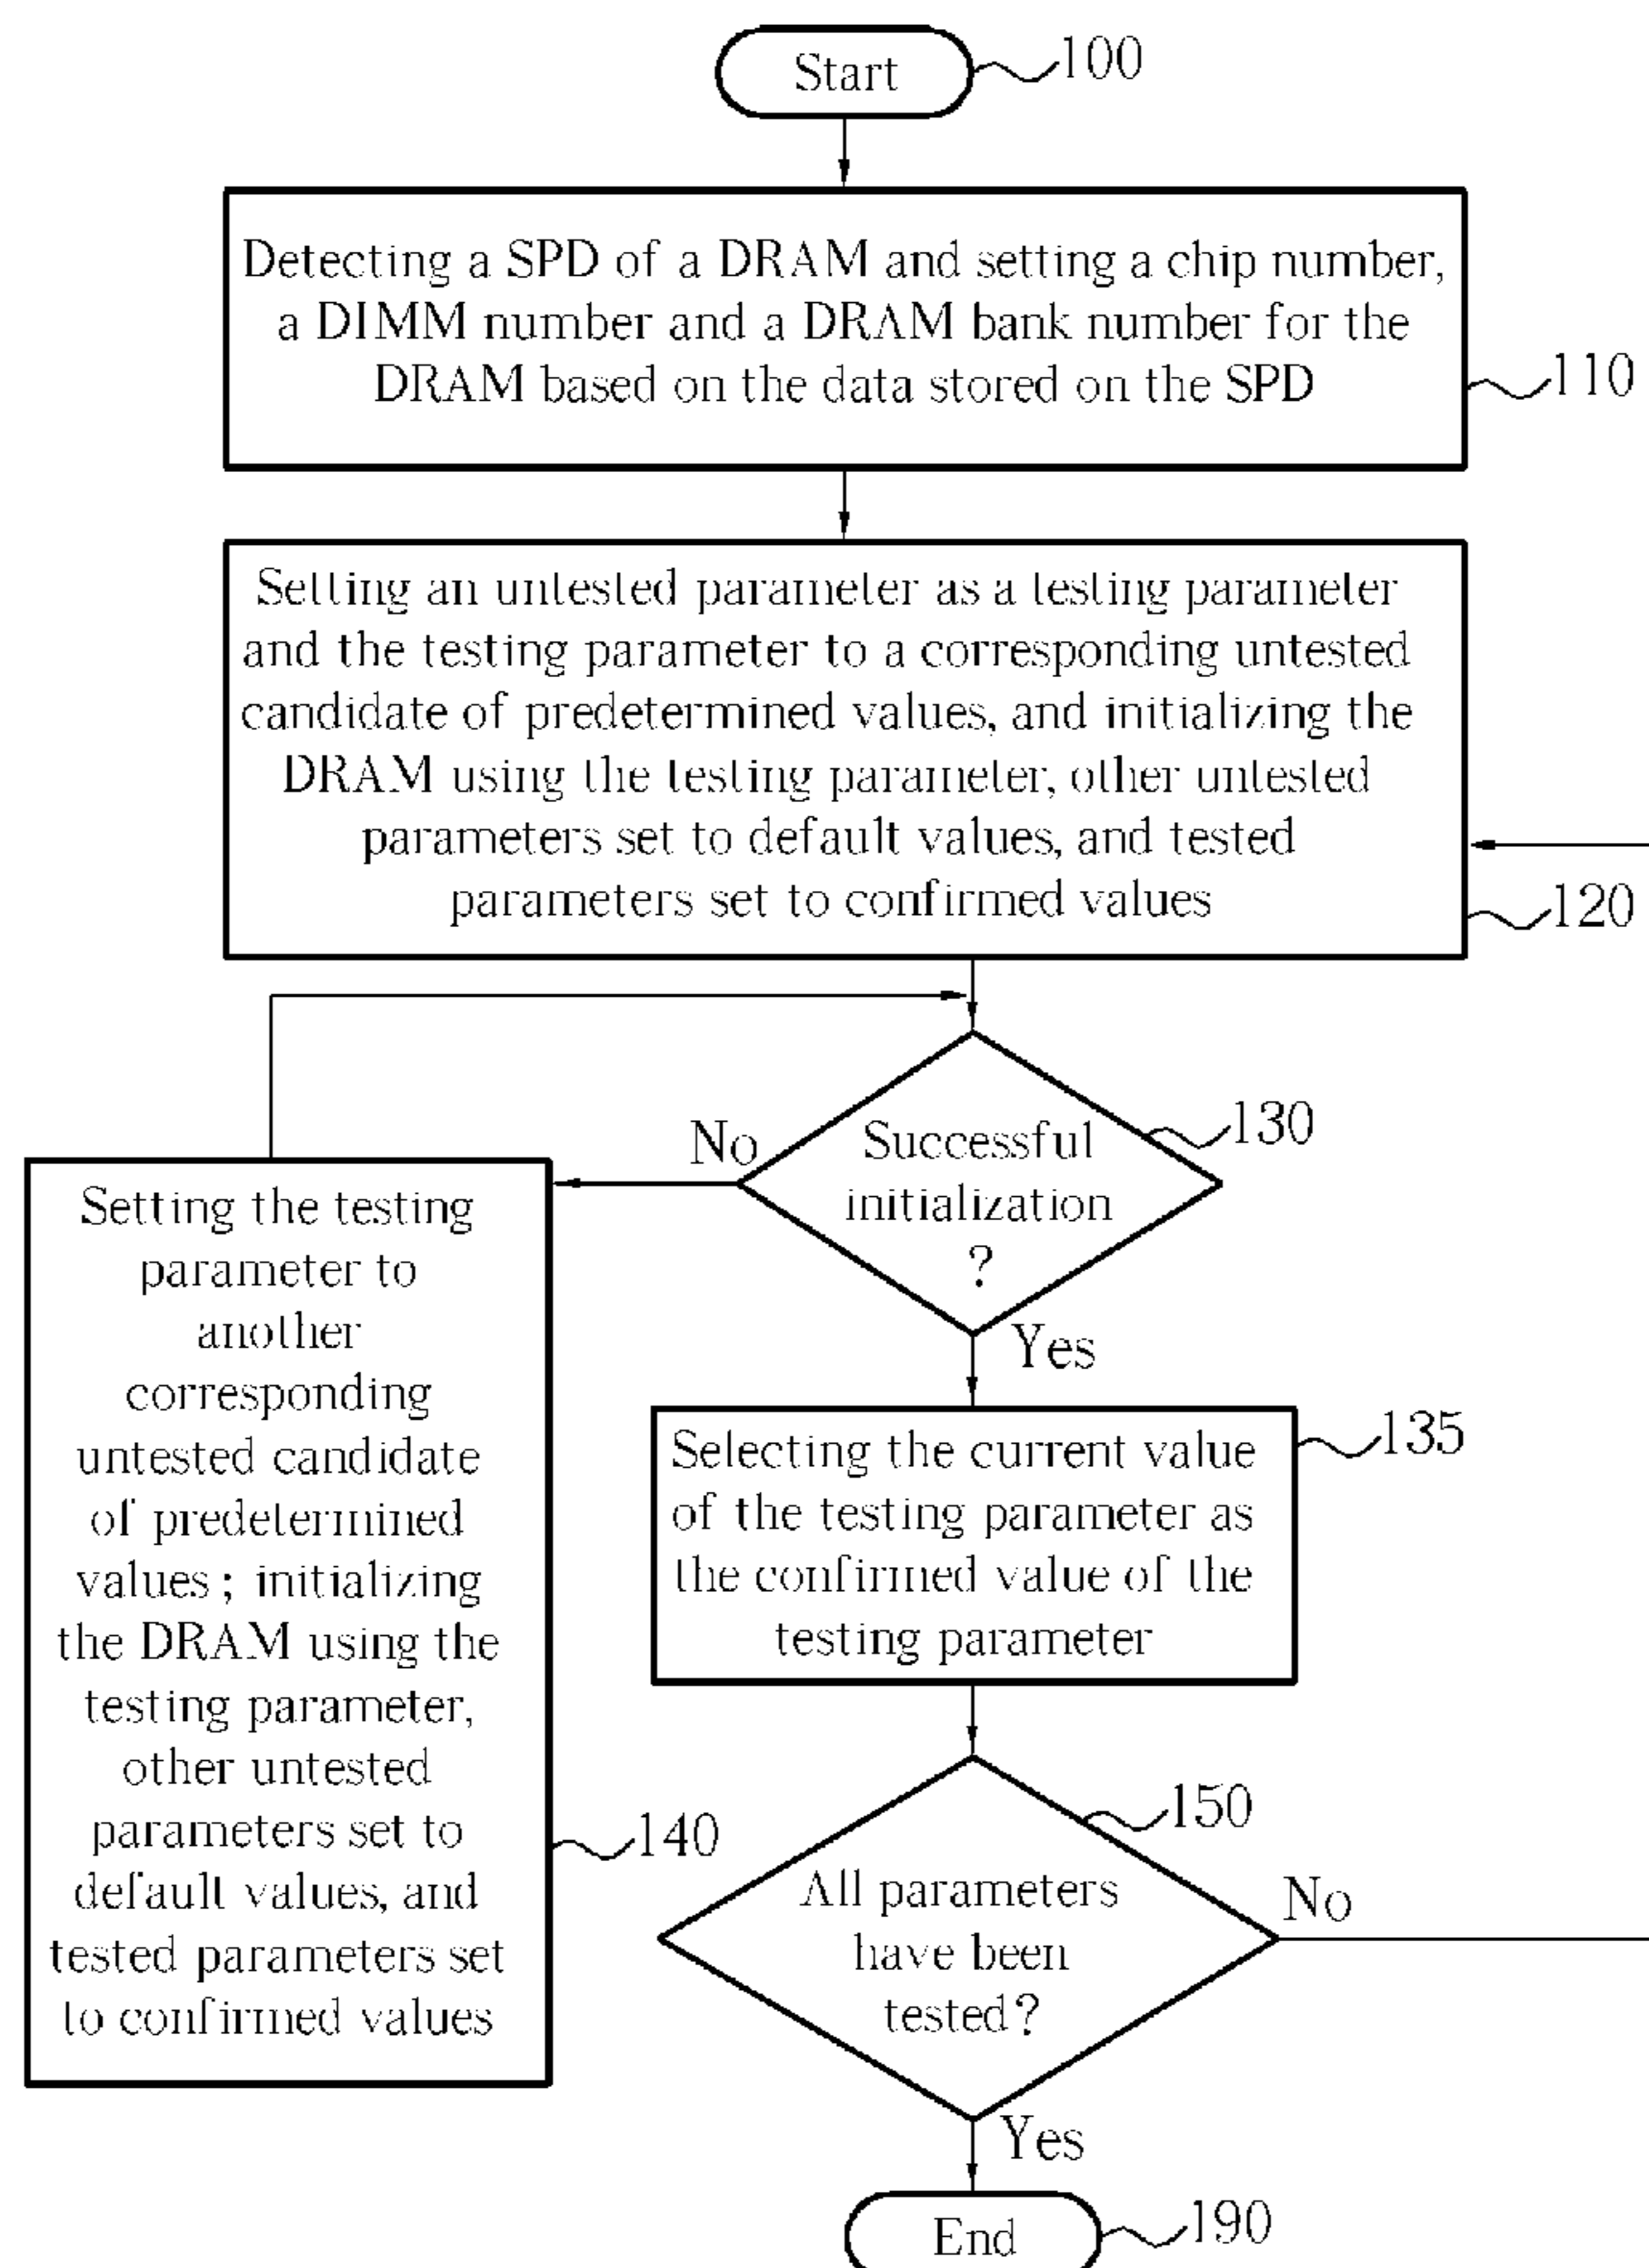 Start
100
Detecting a SPD of a DRAM and setting a chip number,
a DIMM number and a DRAM bank number for the
DRAM based on the data stored on the SPD
110
Setting an untested parameter as a testing parameter
and the testing parameter to a corresponding untested
candidate of predetermined values, and initializing the
DRAM using the testing parameter, other untested
parameters set to default values, and tested
parameters set to confirmed values
120
Successful
initialization
?
130
No
Yes
Setting the testing
parameter to
another
corresponding
untested candidate
of predetermined
values; initializing
the DRAM using the
testing parameter,
other untested
parameters set to
default values, and
tested parameters set
to confirmed values
140
Selecting the current value
of the testing parameter as
the confirmed value of the
testing parameter
135
All parameters
have been
tested?
150
No
Yes
End
190